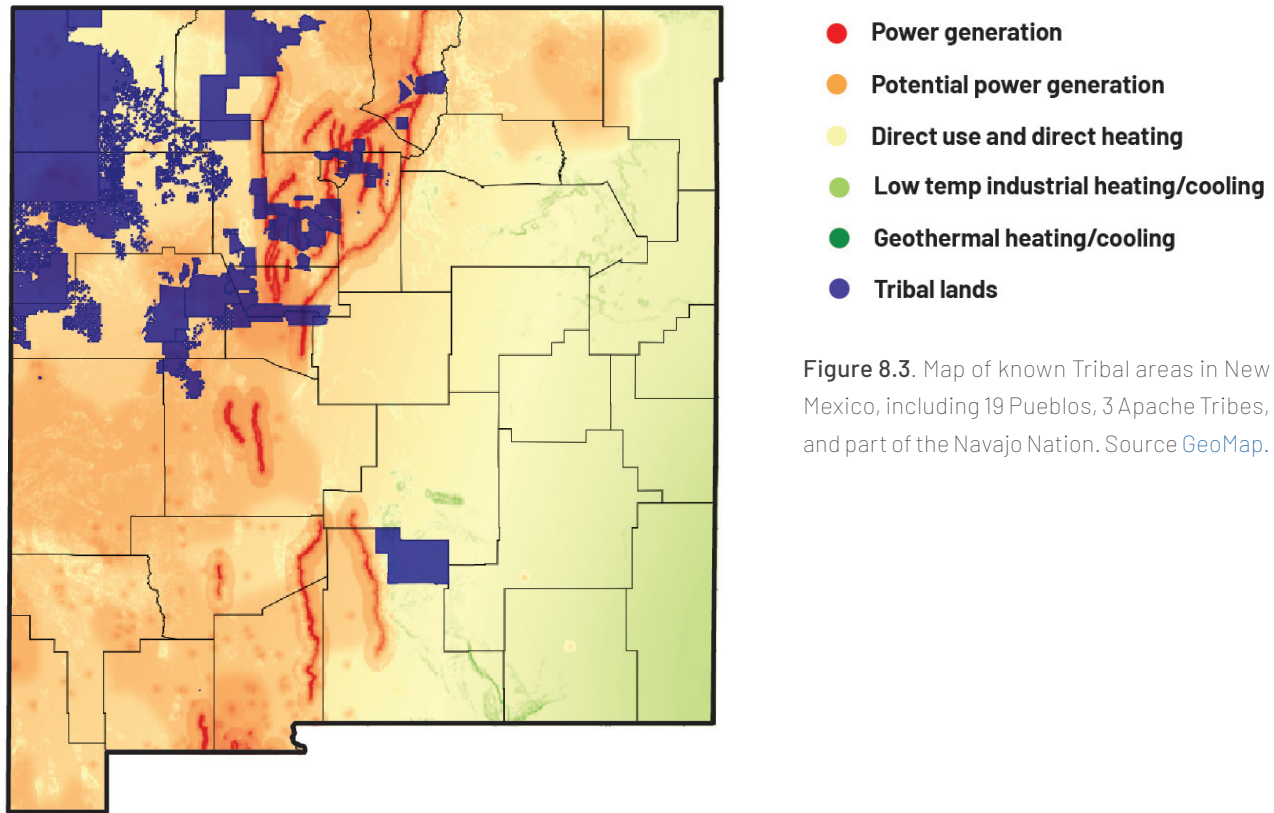 Power generation
Potential power generation
Direct use and direct heating
Low temp industrial heating/cooling
Geothermal heating/cooling
Tribal lands
Figure 8.3. Map of known Tribal areas in New
Mexico, including 19 Pueblos, 3 Apache Tribes,
and part of the Navajo Nation. Source GeoMap.